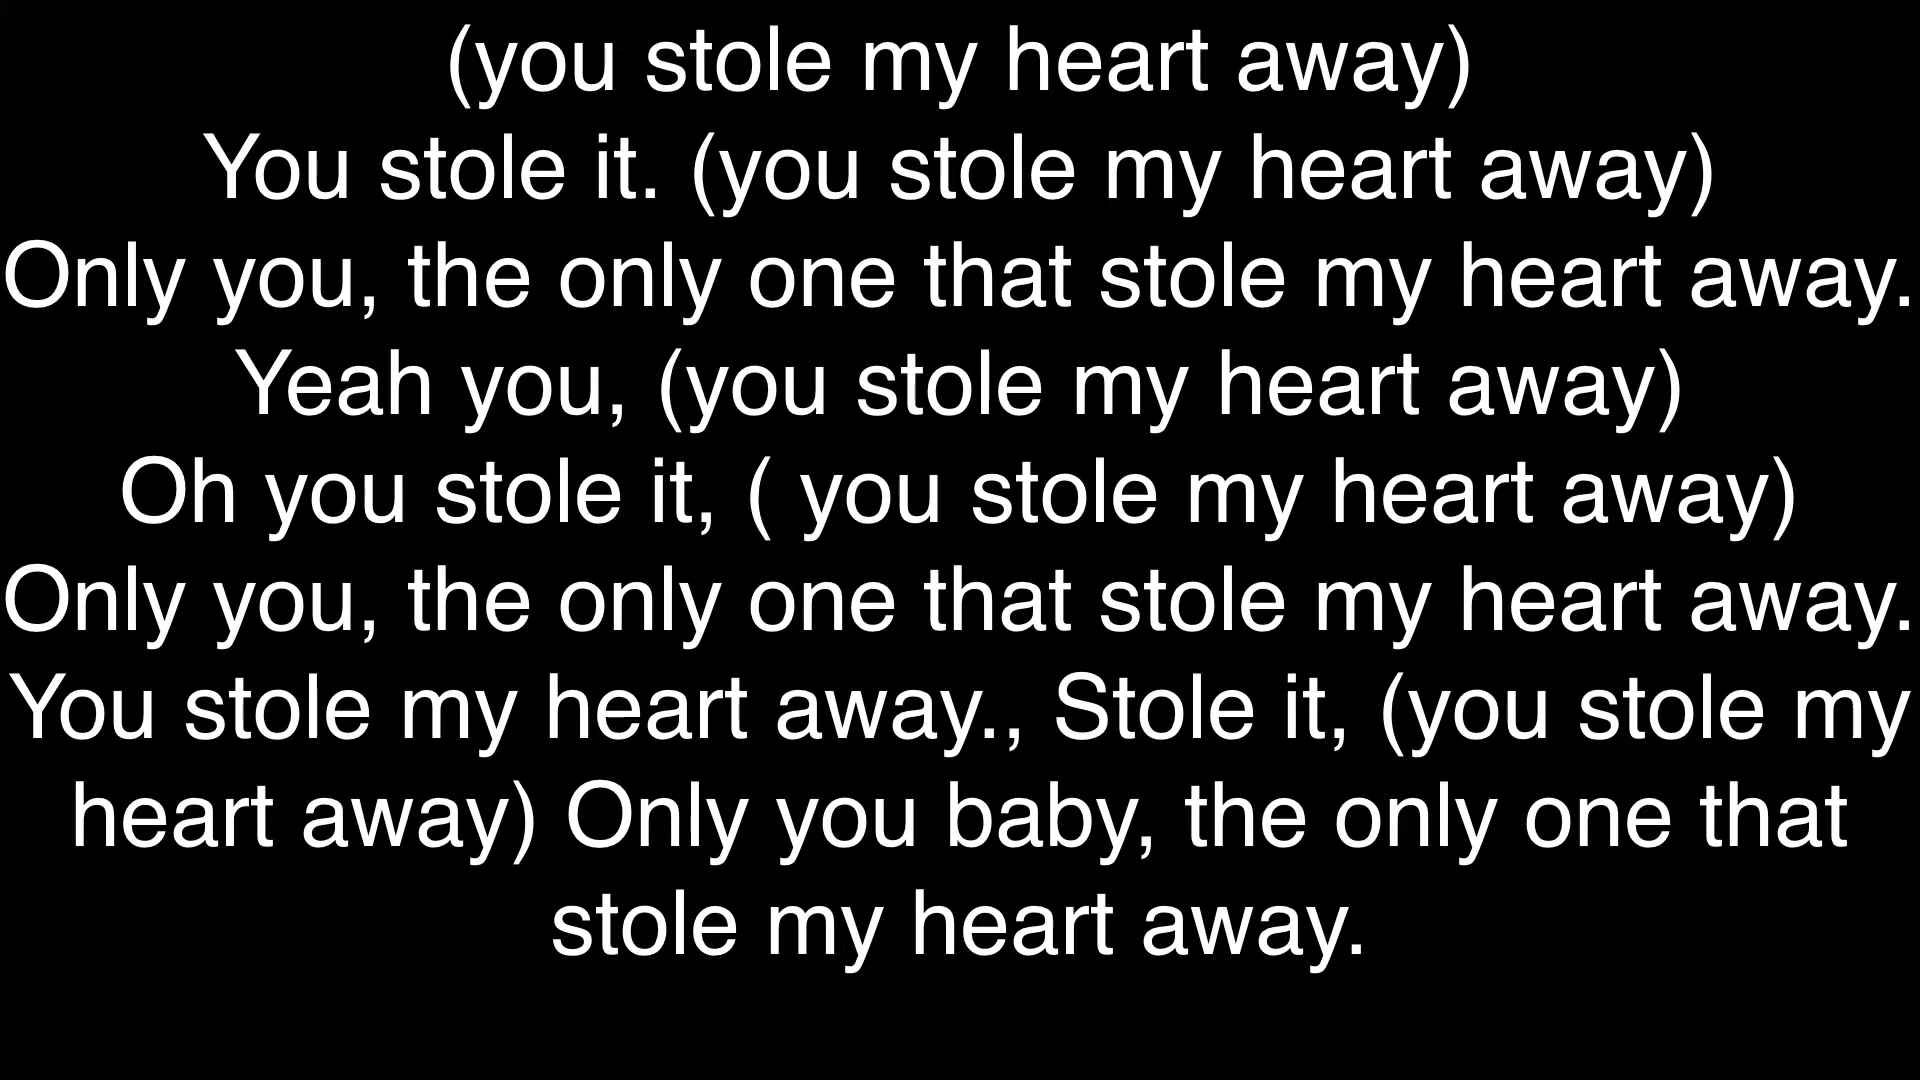 (you stole my heart away)
You stole it. (you stole my heart away)
Only you, the only one that stole my heart away.
Yeah you, (you stole my heart away)
Oh you stole it, ( you stole my heart away)
Only you, the only one that stole my heart away.
You stole my heart away., Stole it, (you stole my
heart away) Only you baby, the only one that
stole my heart away.